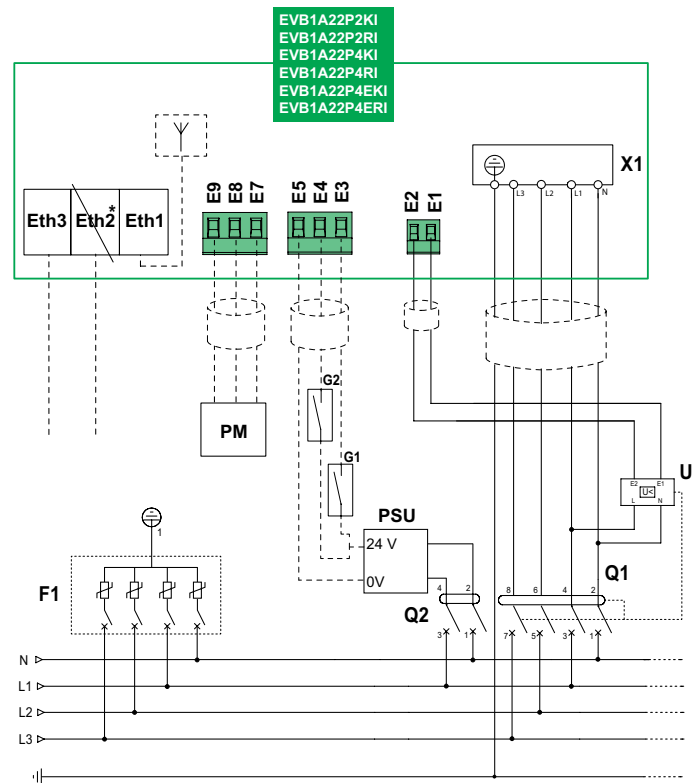 EVB1A22P2KI
EVB1A22P2RI
EVB1A22P4KI
EVB1A22P4RI
EVB1A22P4EKI
EVB1A22P4ERI
X1
L3 L2 L1 N
E9 E8 E7
E5 E4 E3
E2 E1
Eth3 Eth2* Eth1
G2
PM
G1
U
E2 E1
U<
L N
PSU
24 V
0V
1
F1
Q1
8 6 4 2
4 2
Q2
3 1
7 5 3 1
N
L1
L2
L3